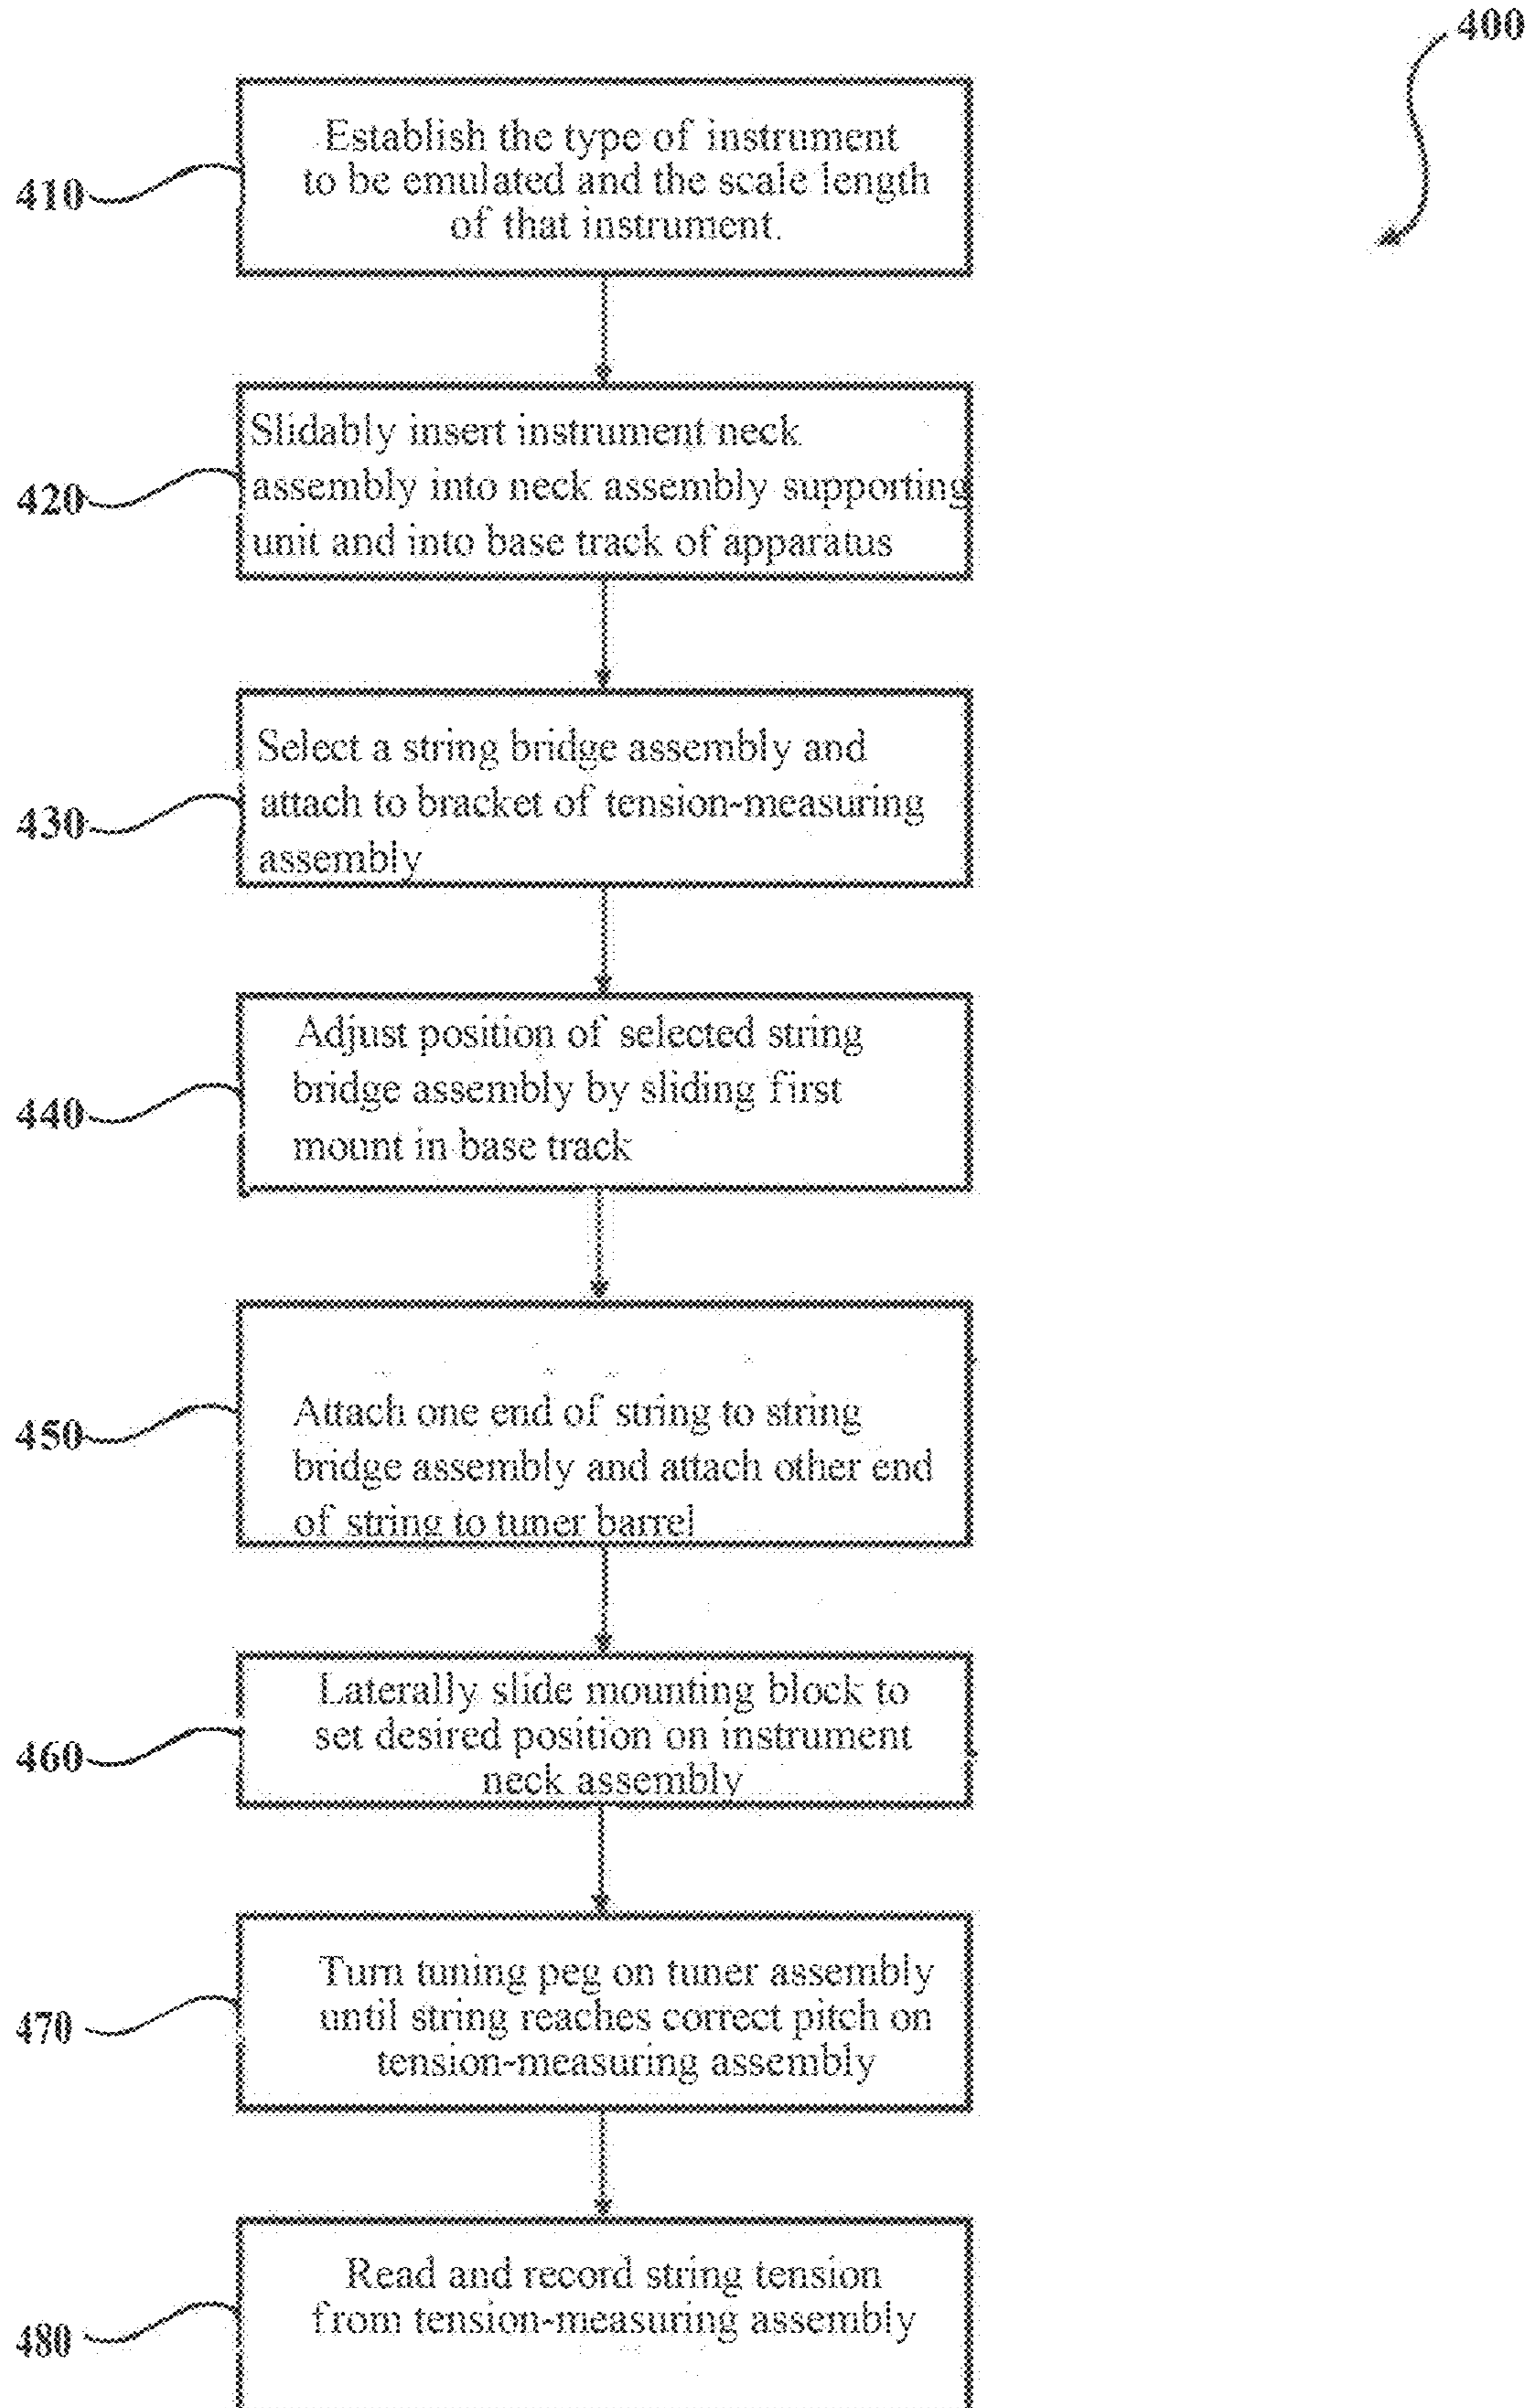 400
410
Establish the type of instrument
to be emulated and the scale length
of that instrument.
420
Slidably insert instrument neck
assembly into neck assembly supporting
unit and into base track of apparatus
430
Select a string bridge assembly and
attach to bracket of tension-measuring
assembly
440
Adjust position of selected string
bridge assembly by sliding first
mount in base track
450
Attach one end of string to string
bridge assembly and attach other end
of string to tuner barrel
460
Laterally slide mounting block to
set desired position on instrument
neck assembly
470
Turn tuning peg on tuner assembly
until string reaches correct pitch on
tension-measuring assembly
480
Read and record string tension
from tension-measuring assembly